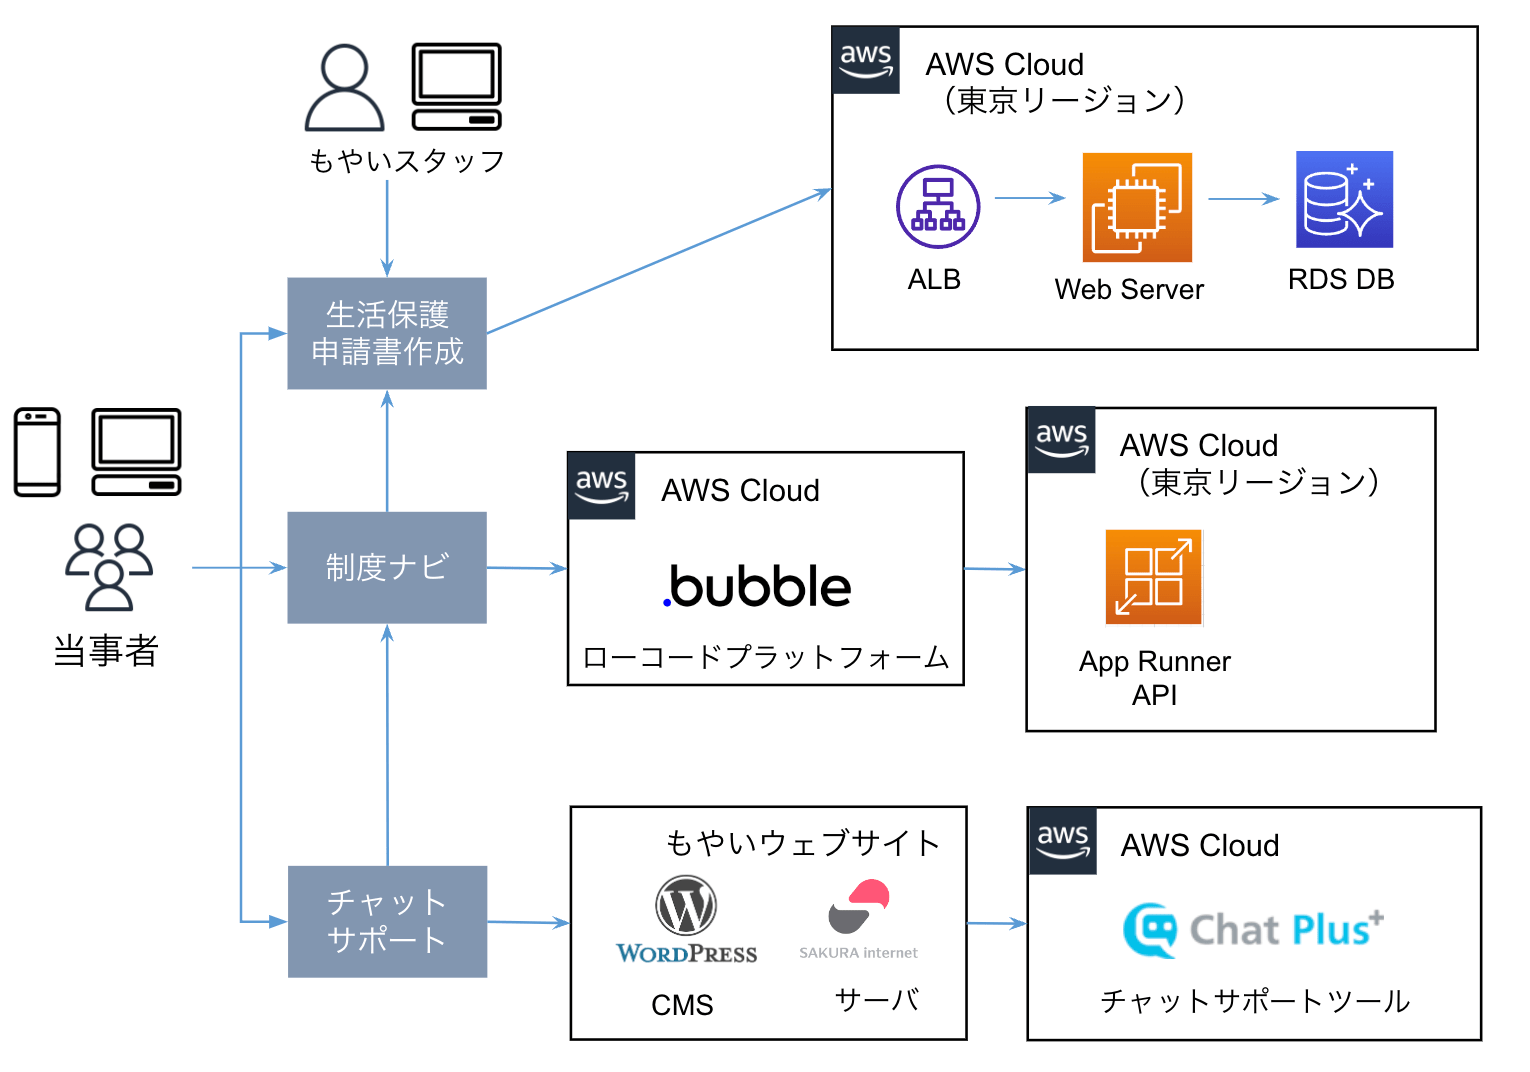 もやいスタッフ
aws
AWS Cloud
（東京リージョン）
ALB
Web Server
RDS DB
生活保護
申請書作成
当事者
制度ナビ
aws
AWS Cloud
.bubble
ローコードプラットフォーム
aws
AWS Cloud
（東京リージョン）
App Runner
API
チャット
サポート
もやいウェブサイト
WORDPRESS
SAKURA internet
CMS
サーバ
aws
AWS Cloud
Chat Plus+
チャットサポートツール